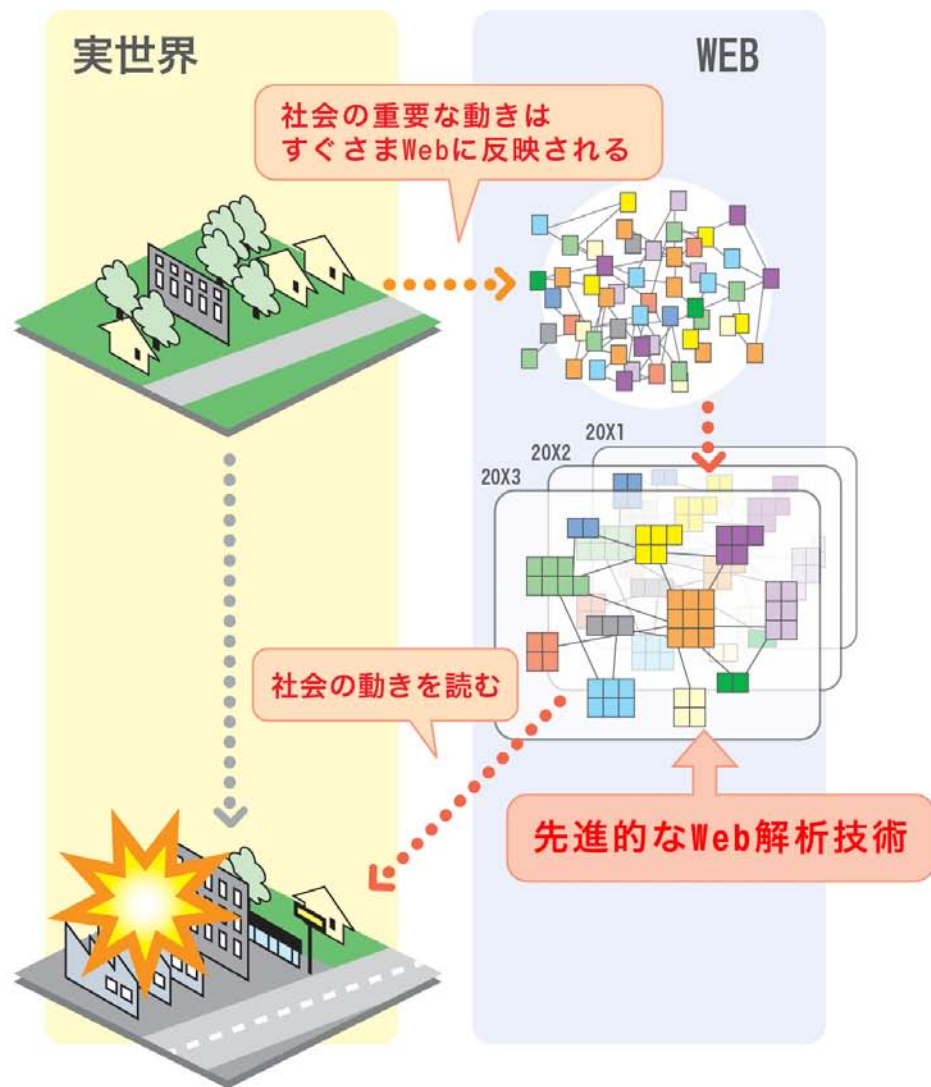 実世界
WEB
社会の重要な動きは
すぐさまWebに反映される
20X1
20X2
20X3
社会の動きを読む
先進的なWeb解析技術